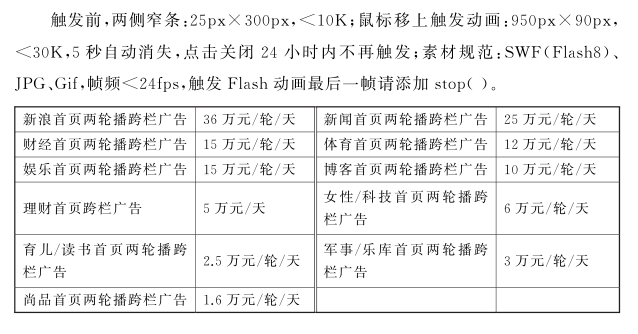 触发前,两侧窄条:25px×300px,<10K;鼠标移上触发动画:950px×90px,
<30K,5 秒自动消失,点击关闭 24 小时内不再触发;素材规范:SWF(Flash8)、
JPG、Gif,帧频<24fps,触发 Flash 动画最后一帧请添加 stop( )。
新浪首页两轮播跨栏广告 36 万元/轮/天 新闻首页两轮播跨栏广告 25 万元/轮/天
财经首页两轮播跨栏广告 15 万元/轮/天 体育首页两轮播跨栏广告 12 万元/轮/天
娱乐首页两轮播跨栏广告 15 万元/轮/天 博客首页两轮播跨栏广告 10 万元/轮/天
理财首页跨栏广告 5 万元/天 女性/科技首页两轮播跨
栏广告 6 万元/轮/天
育儿/读书首页两轮播跨
栏广告 2.5 万元/轮/天 军事/乐库首页两轮播跨
栏广告 3 万元/轮/天
尚品首页两轮播跨栏广告 1.6 万元/轮/天